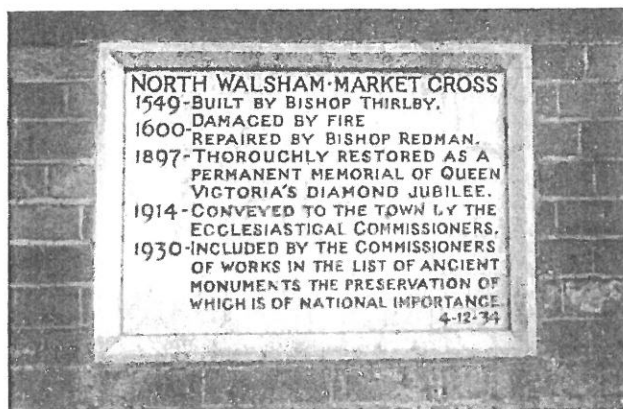 NORTH WALSHAM·MARKET CROSS
1549-BUILT BY BISHOP THIRLBY.
1600-DAMAGED BY FIRE
REPAIRED BY BISHOP REDMAN.
1897-THOROUGHLY RESTORED AS A
PERMANENT MEMORIAL OF QUEEN
VICTORIA'S DIAMOND JUBILEE.
1914-CONVEYED TO THE TOWN BY THE
ECCLESIASTICAL COMMISSIONERS.
1930-INCLUDED BY THE COMMISSIONERS
OF WORKS IN THE LIST OF ANCIENT
MONUMENTS THE PRESERVATION OF
WHICH IS OF NATIONAL IMPORTANCE
4-12-34